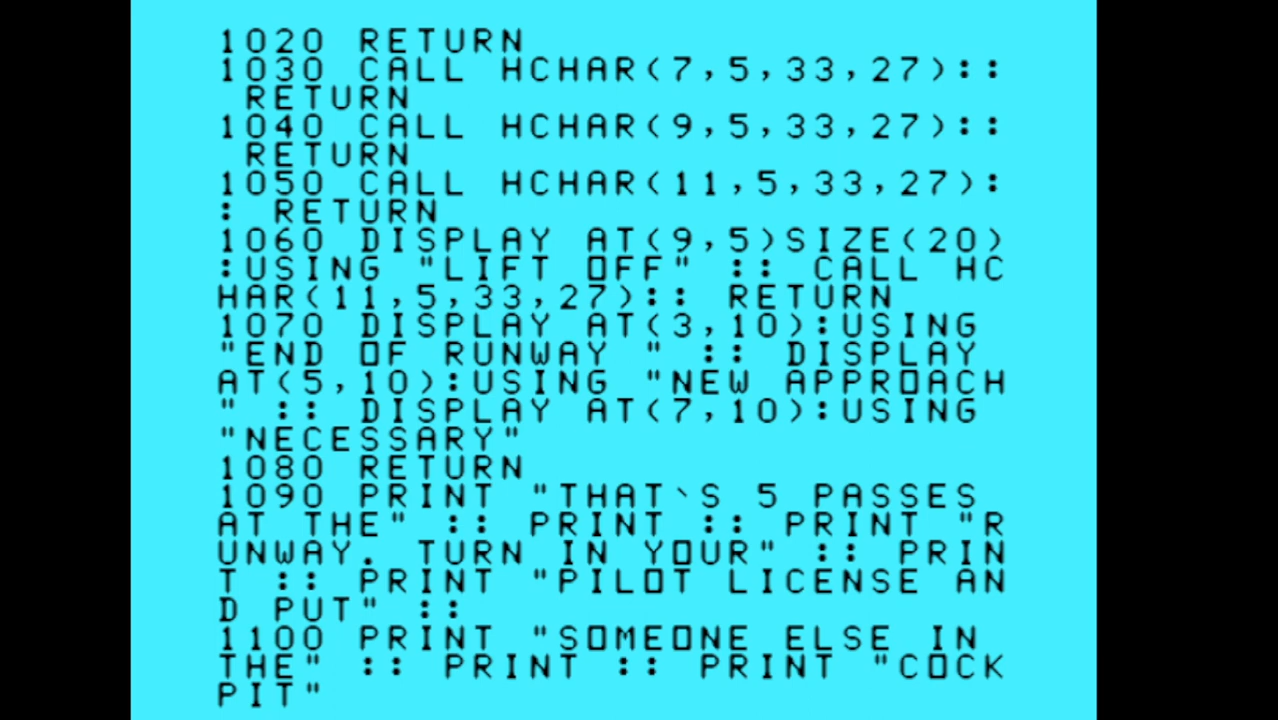 1020 RETURN
1030 CALL HCHAR(7,5,33,27)::
 RETURN
1040 CALL HCHAR(9,5,33,27)::
 RETURN
1050 CALL HCHAR(11,5,33,27):
: RETURN
1060 DISPLAY AT(9,5)SIZE(20)
:USING "LIFT OFF" :: CALL HC
HAR(11,5,33,27):: RETURN
1070 DISPLAY AT(3,10):USING
"END OF RUNWAY " :: DISPLAY
AT(5,10):USING "NEW APPROACH
" :: DISPLAY AT(7,10):USING
"NECESSARY"
1080 RETURN
1090 PRINT "THAT`S 5 PASSES
AT THE" :: PRINT :: PRINT "R
UNWAY. TURN IN YOUR" :: PRIN
T :: PRINT "PILOT LICENSE AN
D PUT" ::
1100 PRINT "SOMEONE ELSE IN
THE" :: PRINT :: PRINT "COCK
PIT"